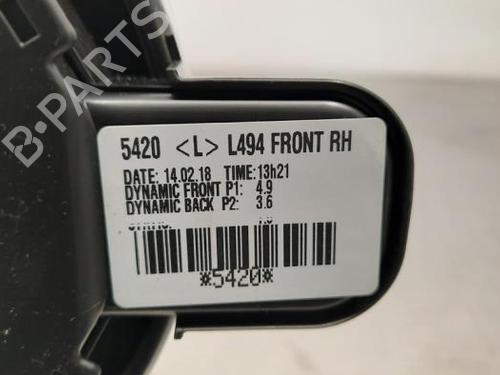 B-PARTS
5420 <L> L494 FRONT RH
DATE: 14.02.18 TIME:13h21
DYNAMIC FRONT P1: 4.9
DYNAMIC BACK P2: 3.6
*5420*